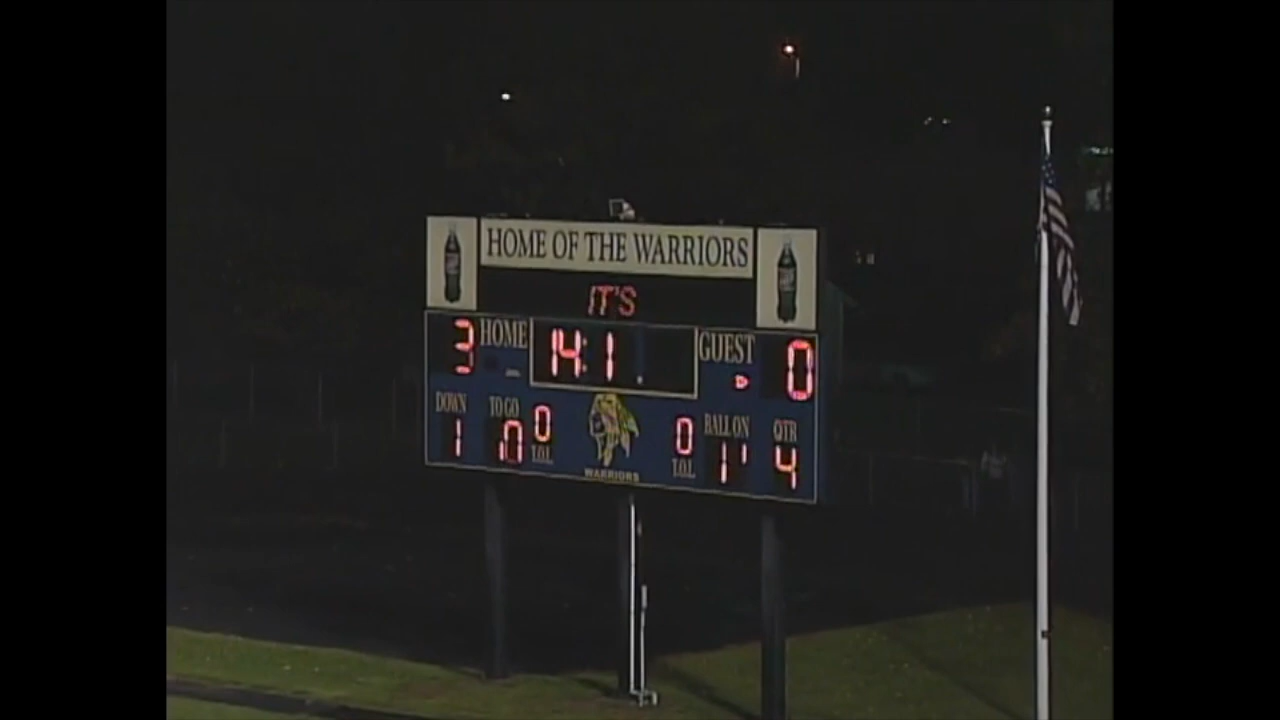 HOME OF THE WARRIORS
IT'S
3 HOME 14:1 GUEST 0
DOWN TO GO BALL ON QTR
1 10 0 0 1 4
T.O.L. T.O.L.
WARRIORS